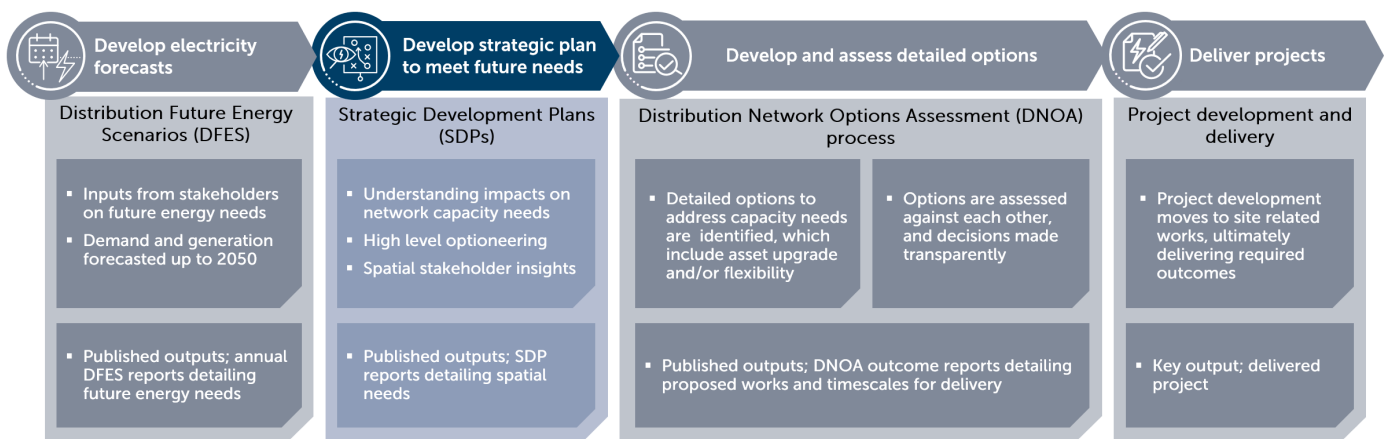 Develop electricity
forecasts
Develop strategic plan
to meet future needs
Develop and assess detailed options
Deliver projects
Distribution Future Energy
Scenarios (DFES)
▪ Inputs from stakeholders
on future energy needs
▪ Demand and generation
forecasted up to 2050
▪ Published outputs; annual
DFES reports detailing
future energy needs
Strategic Development Plans
(SDPs)
▪ Understanding impacts on
network capacity needs
▪ High level optioneering
▪ Spatial stakeholder insights
▪ Published outputs; SDP
reports detailing spatial
needs
Distribution Network Options Assessment (DNOA)
process
▪ Detailed options to
address capacity needs
are identified, which
include asset upgrade
and/or flexibility
▪ Options are assessed
against each other,
and decisions made
transparently
▪ Published outputs; DNOA outcome reports detailing
proposed works and timescales for delivery
Project development and
delivery
▪ Project development
moves to site related
works, ultimately
delivering required
outcomes
▪ Key output; delivered
project